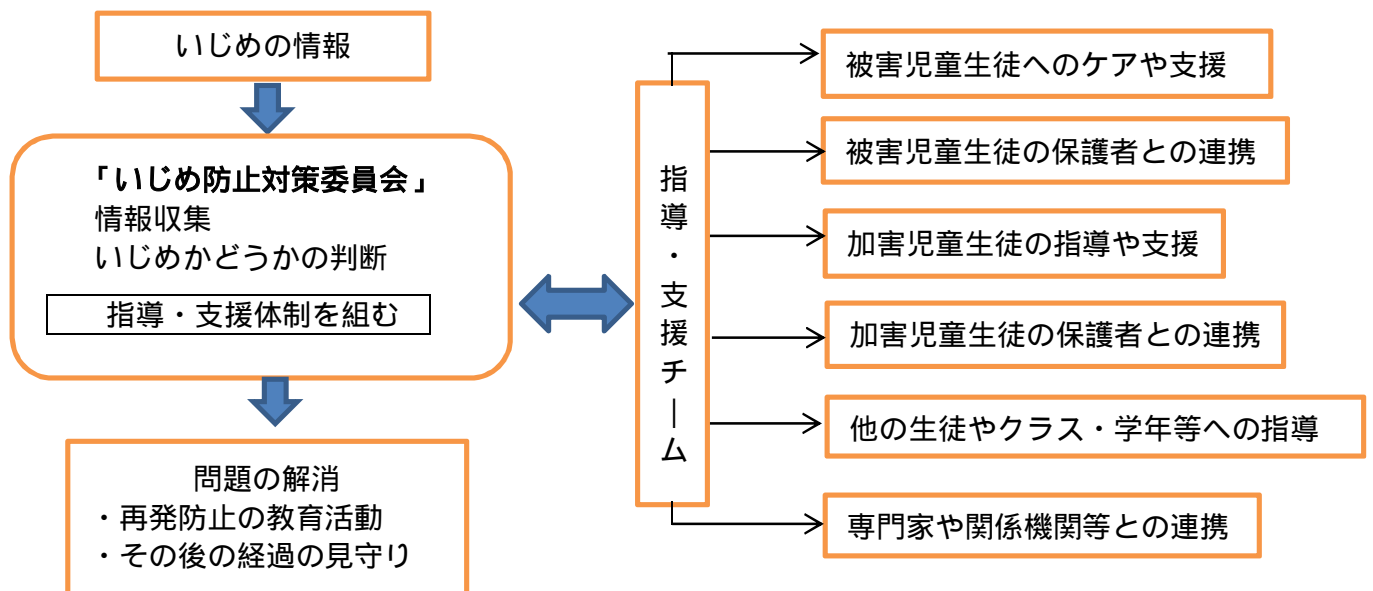 いじめの情報
「いじめ防止対策委員会」
情報収集
いじめかどうかの判断
指導・支援体制を組む
問題の解消
・再発防止の教育活動
・その後の経過の見守り
指導・支援チーム
被害児童生徒へのケアや支援
被害児童生徒の保護者との連携
加害児童生徒の指導や支援
加害児童生徒の保護者との連携
他の生徒やクラス・学年等への指導
専門家や関係機関等との連携